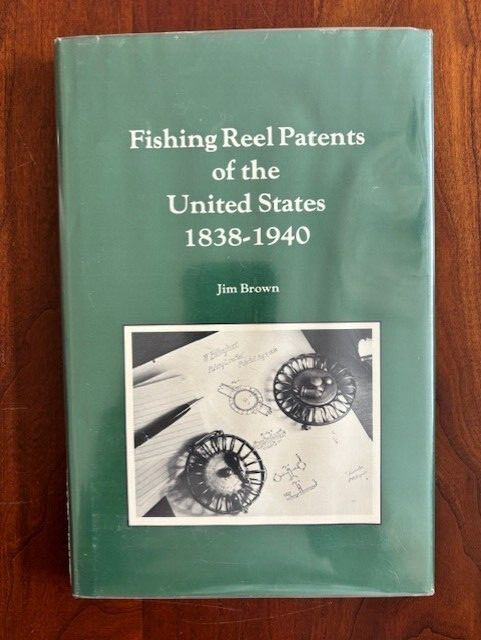 Fishing Reel Patents
of the
United States
1838-1940
Jim Brown